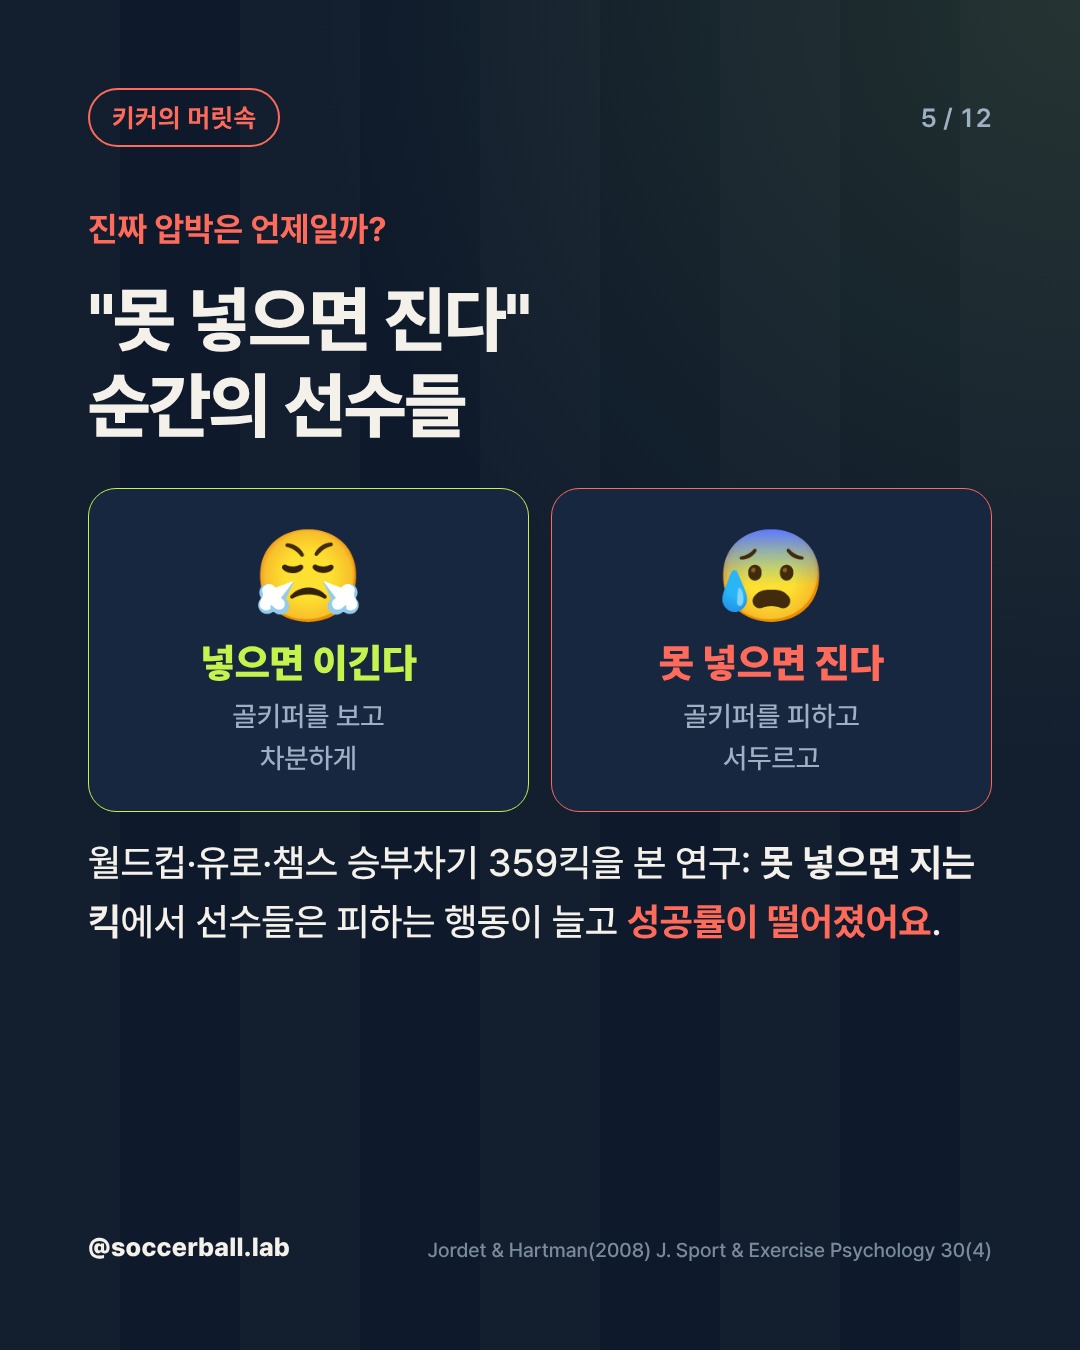 키커의 머릿속
5 / 12
진짜 압박은 언제일까?
"못 넣으면 진다"
순간의 선수들
넣으면 이긴다
골키퍼를 보고
차분하게
못 넣으면 진다
골키퍼를 피하고
서두르고
월드컵·유로·챔스 승부차기 359킥을 본 연구: 못 넣으면 지는
킥에서 선수들은 피하는 행동이 늘고 성공률이 떨어졌어요.
@soccerball.lab
Jordet & Hartman(2008) J. Sport & Exercise Psychology 30(4)